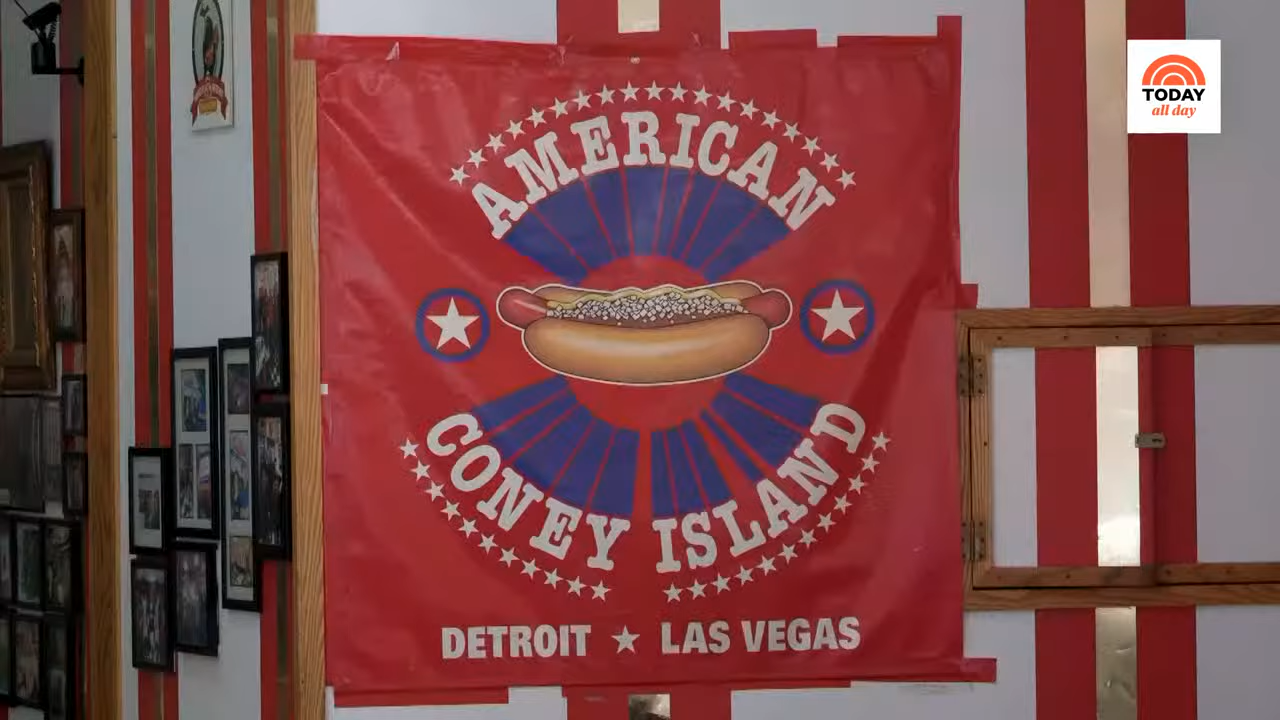 TODAY
all day
AMERICAN
CONEY ISLAND
DETROIT ★ LAS VEGAS